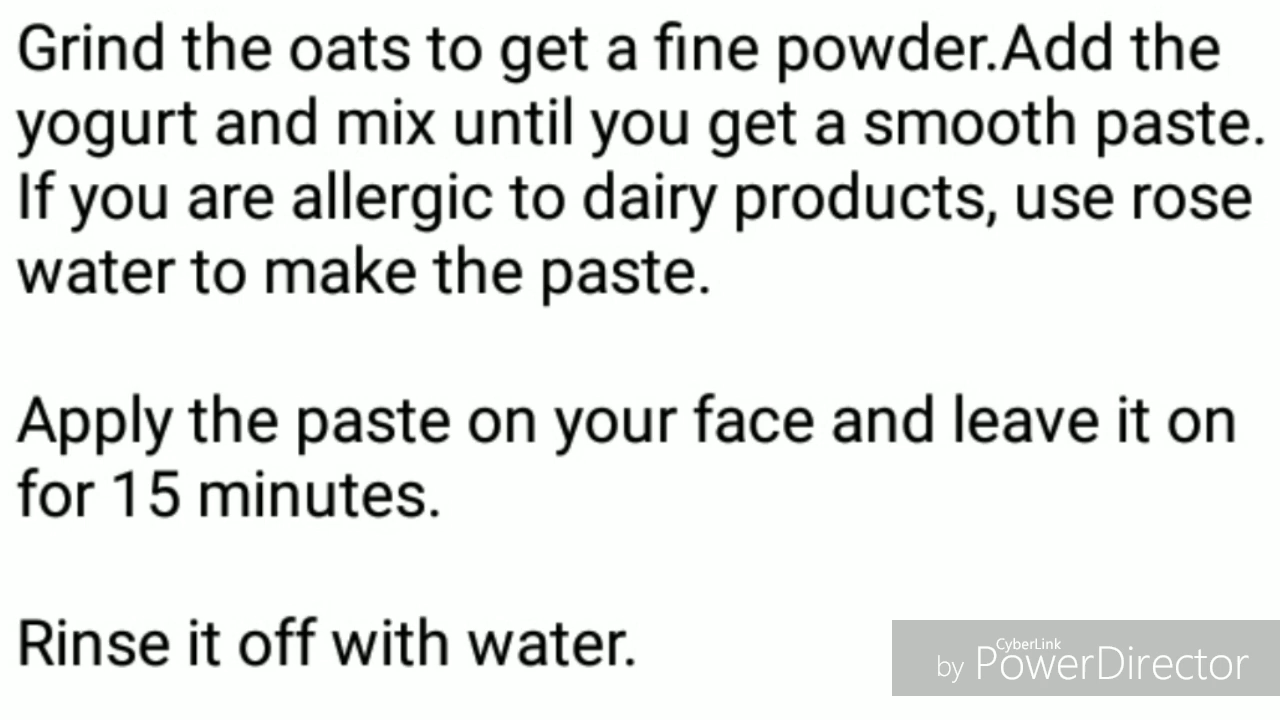 Grind the oats to get a fine powder.Add the
yogurt and mix until you get a smooth paste.
If you are allergic to dairy products, use rose
water to make the paste.
Apply the paste on your face and leave it on
for 15 minutes.
Rinse it off with water.
CyberLink
by PowerDirector